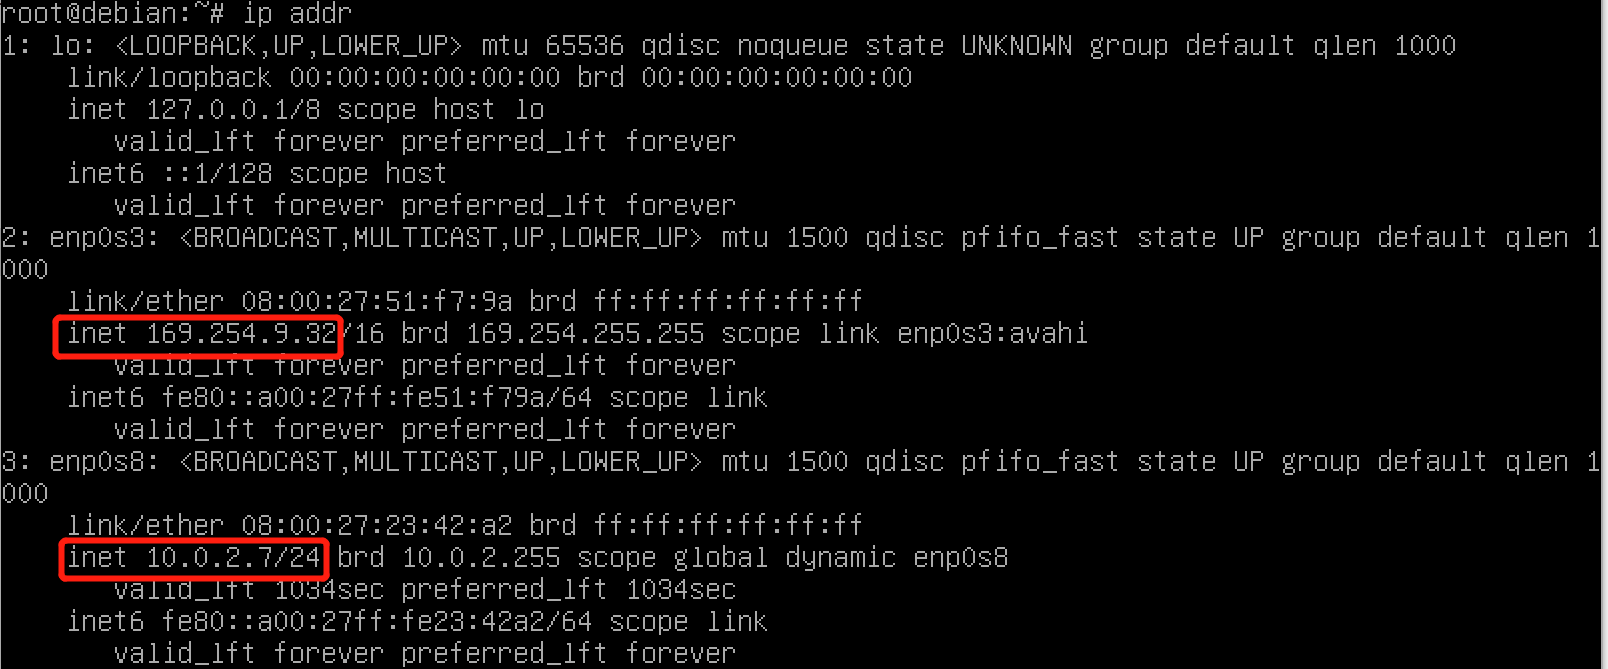 root@debian:~# ip addr
1: lo: <LOOPBACK,UP,LOWER_UP> mtu 65536 qdisc noqueue state UNKNOWN group default qlen 1000
    link/loopback 00:00:00:00:00:00 brd 00:00:00:00:00:00
    inet 127.0.0.1/8 scope host lo
       valid_lft forever preferred_lft forever
    inet6 ::1/128 scope host
       valid_lft forever preferred_lft forever
2: enp0s3: <BROADCAST,MULTICAST,UP,LOWER_UP> mtu 1500 qdisc pfifo_fast state UP group default qlen 1
000
    link/ether 08:00:27:51:f7:9a brd ff:ff:ff:ff:ff:ff
    inet 169.254.9.32/16 brd 169.254.255.255 scope link enp0s3:avahi
       valid_lft forever preferred_lft forever
    inet6 fe80::a00:27ff:fe51:f79a/64 scope link
       valid_lft forever preferred_lft forever
3: enp0s8: <BROADCAST,MULTICAST,UP,LOWER_UP> mtu 1500 qdisc pfifo_fast state UP group default qlen 1
000
    link/ether 08:00:27:23:42:a2 brd ff:ff:ff:ff:ff:ff
    inet 10.0.2.7/24 brd 10.0.2.255 scope global dynamic enp0s8
       valid_lft 1034sec preferred_lft 1034sec
    inet6 fe80::a00:27ff:fe23:42a2/64 scope link
       valid_lft forever preferred_lft forever